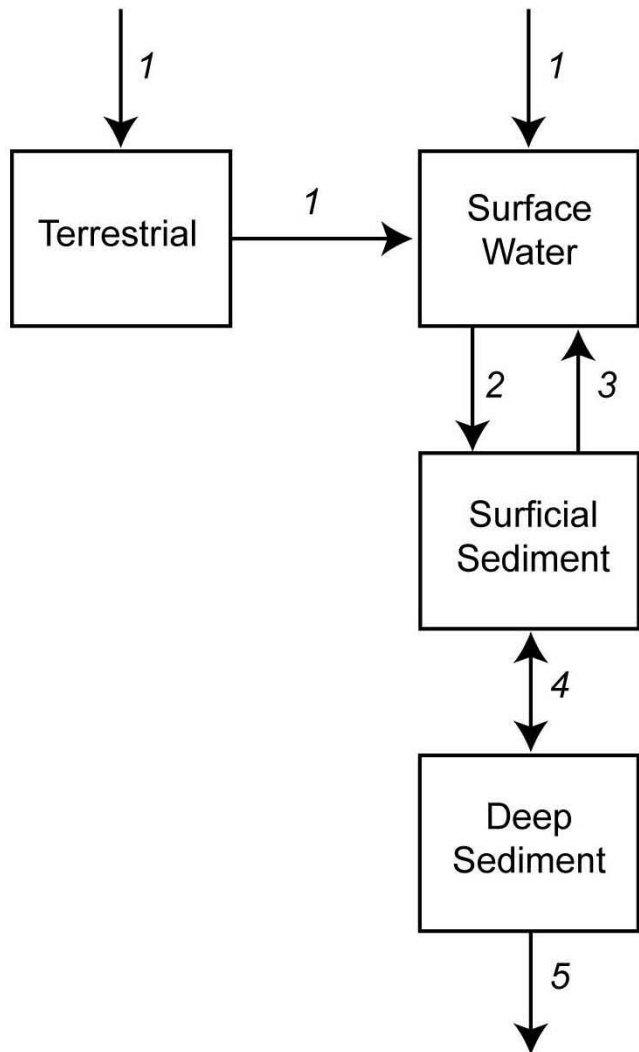 1
1
Terrestrial
1
Surface
Water
2
3
Surficial
Sediment
4
Deep
Sediment
5